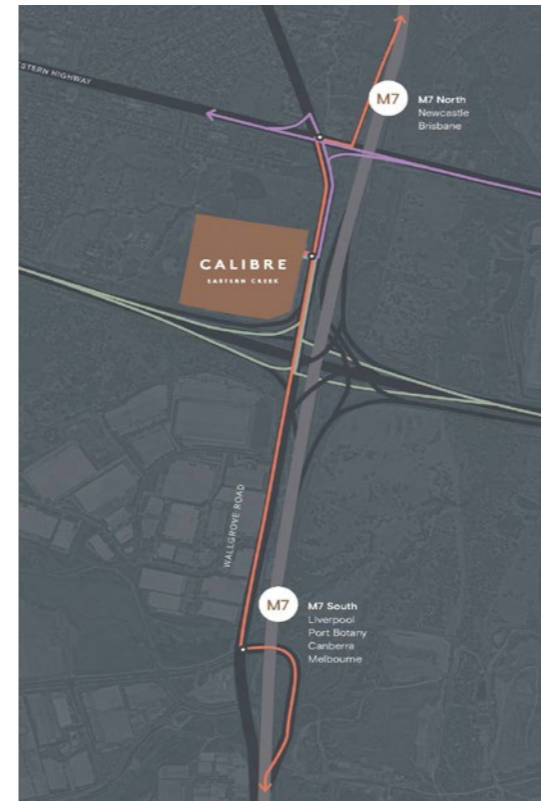 STERN HIGHWAY
M7
M7 North
Newcastle
Brisbane
CALIBRE
EASTERN CREEK
WALLGROVE ROAD
M7
M7 South
Liverpool
Port Botany
Canberra
Melbourne